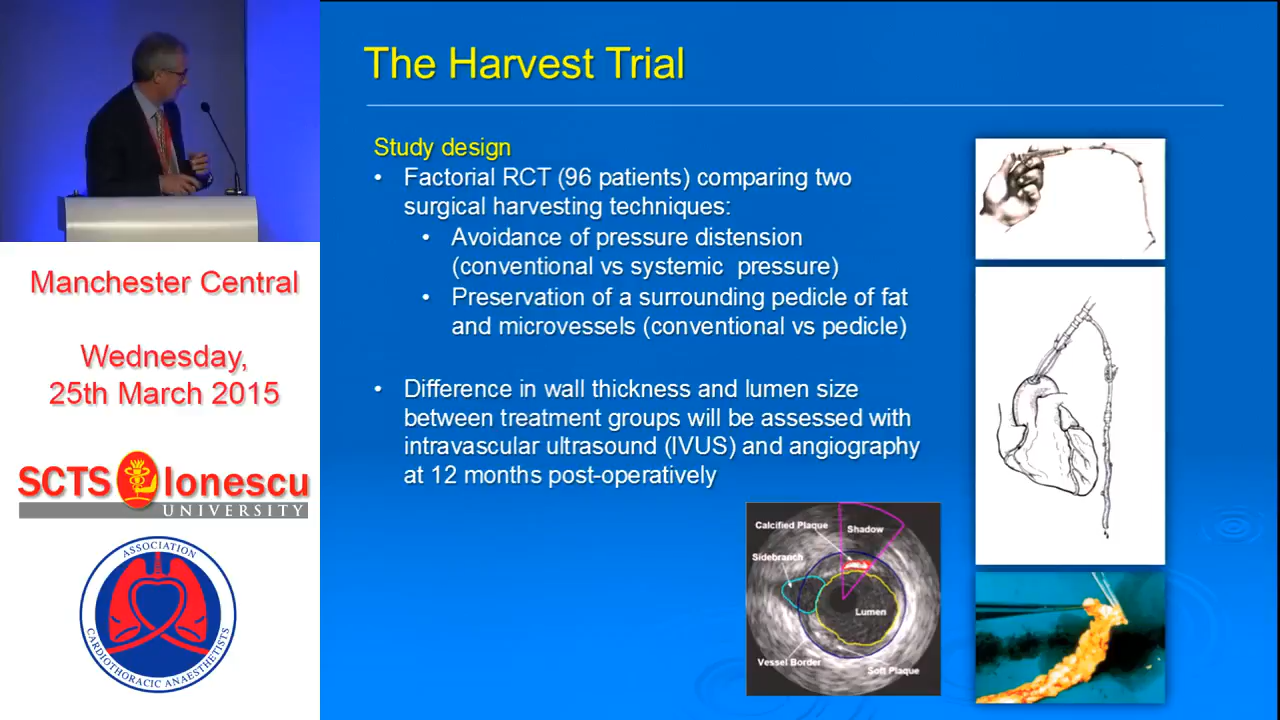 The Harvest Trial
Study design
• Factorial RCT (96 patients) comparing two
surgical harvesting techniques:
• Avoidance of pressure distension
(conventional vs systemic pressure)
• Preservation of a surrounding pedicle of fat
and microvessels (conventional vs pedicle)
• Difference in wall thickness and lumen size
between treatment groups will be assessed with
intravascular ultrasound (IVUS) and angiography
at 12 months post-operatively
Calcified Plaque
Shadow
Sidebranch
Lumen
Vessel Border
Soft Plaque
Manchester Central
Wednesday,
25th March 2015
SCTS Ionescu
UNIVERSITY
ASSOCIATION
CARDIOTHORACIC ANAESTHETISTS